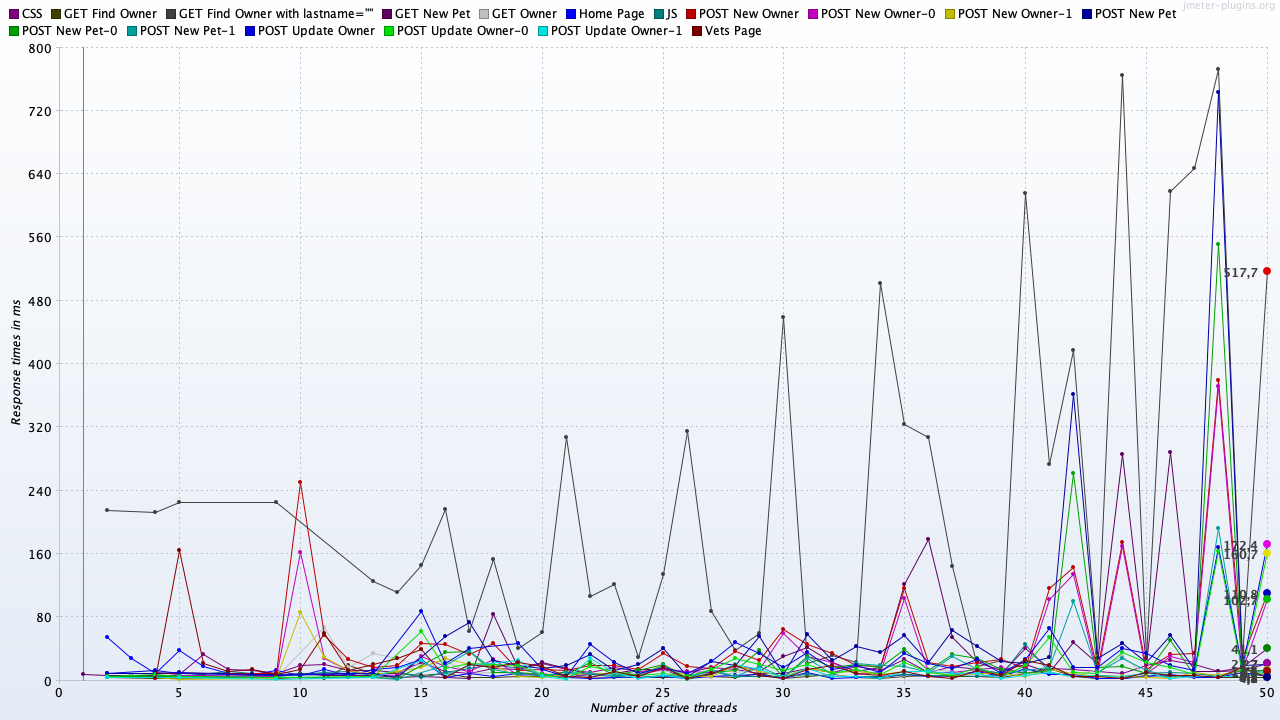 jmeter-plugins.org
CSS GET Find Owner GET Find Owner with lastname="" GET New Pet GET Owner Home Page JS POST New Owner POST New Owner-0 POST New Owner-1 POST New Pet
POST New Pet-0 POST New Pet-1 POST Update Owner POST Update Owner-0 POST Update Owner-1 Vets Page
800
720
640
560
480
400
320
240
160
80
0
Response times in ms
517,7
172,4
160,7
110,8
102,7
0 5 10 15 20 25 30 35 40 45 50
Number of active threads